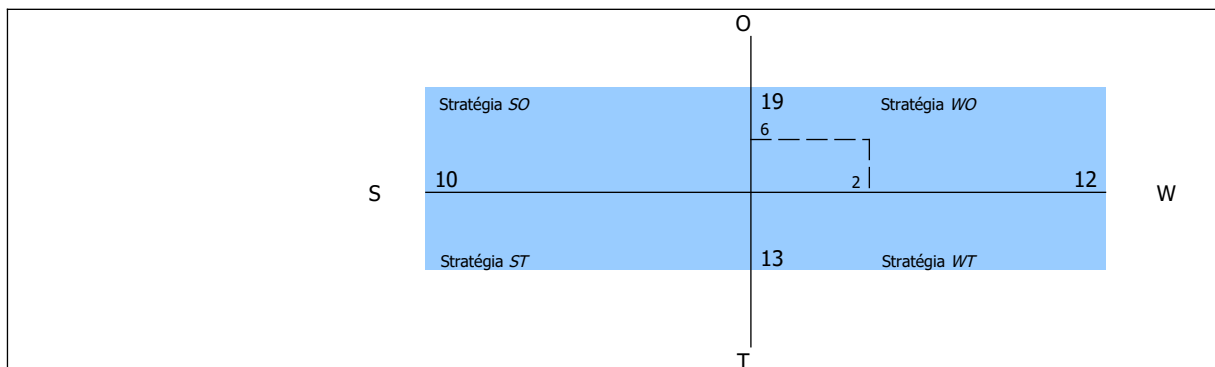 O
Stratégia SO
19
Stratégia WO
6
S
10
2
12
W
Stratégia ST
13
Stratégia WT
T